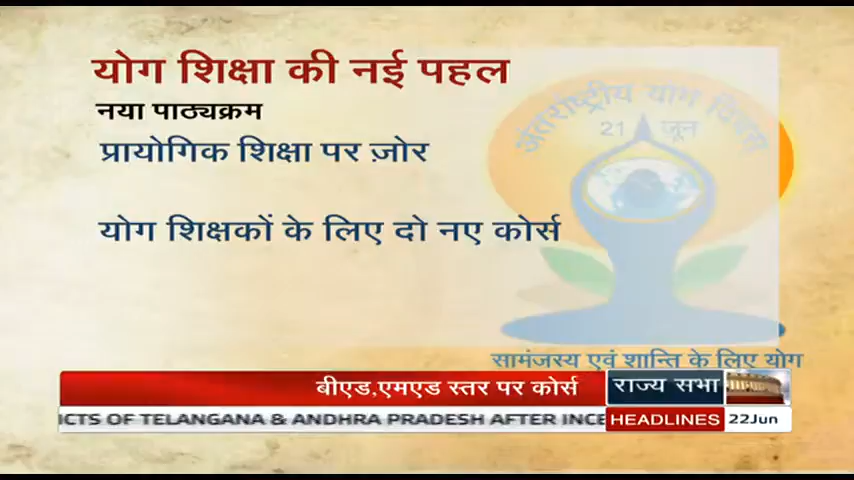 योग शिक्षा की नई पहल
नया पाठ्यक्रम
प्रायोगिक शिक्षा पर ज़ोर
योग शिक्षकों के लिए दो नए कोर्स
अंतर्राष्ट्रीय योग दिवस
21 जून
सामंजस्य एवं शान्ति के लिए योग
बीएड,एमएड स्तर पर कोर्स
राज्य सभा
ICTS OF TELANGANA & ANDHRA PRADESH AFTER INCE
HEADLINES
22Jun